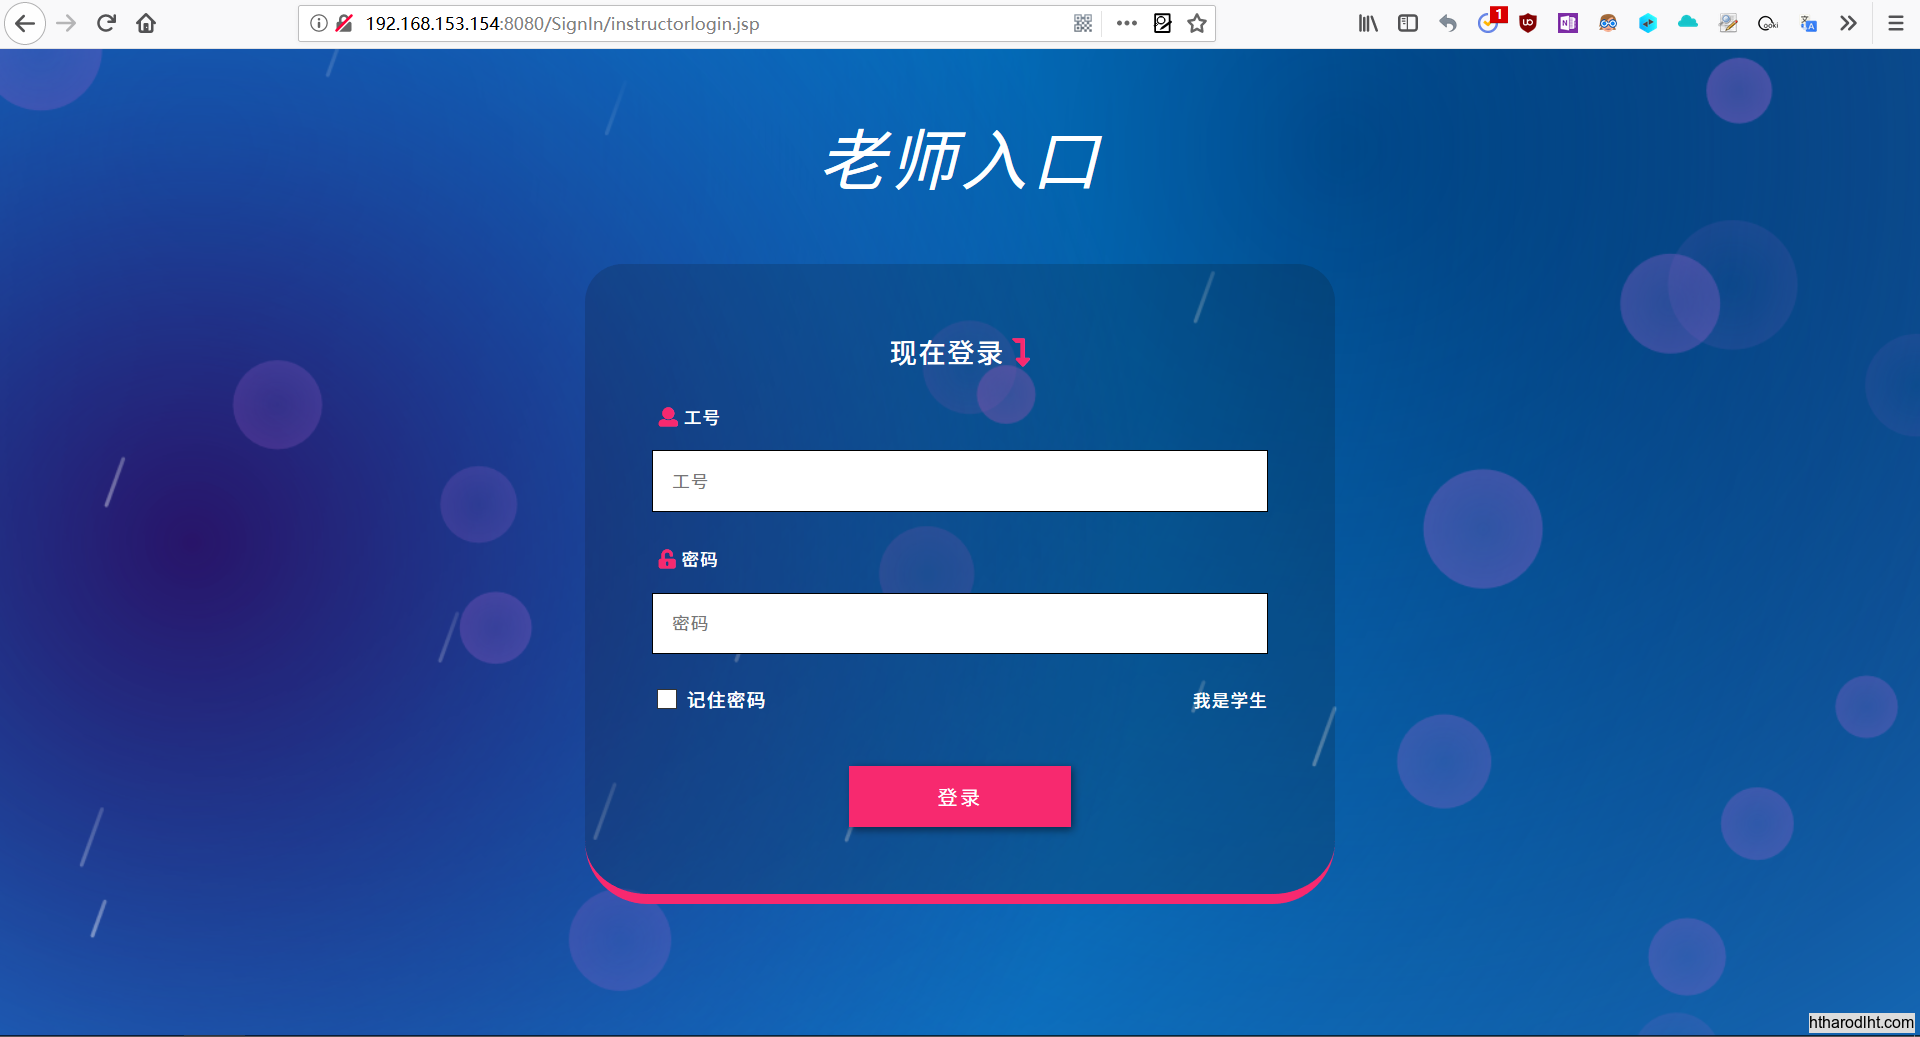 192.168.153.154:8080/SignIn/instructorlogin.jsp
1
老师入口
现在登录
工号
工号
密码
密码
记住密码
我是学生
登录
htharodlht.com